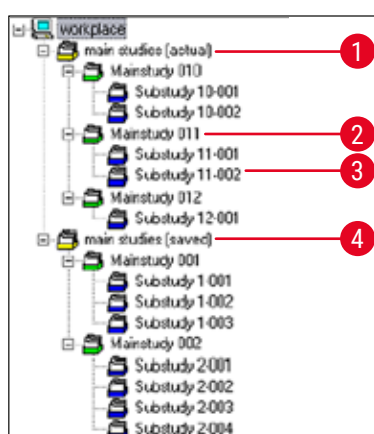 workplace
main studies (actual) 1
Mainstudy 010
Substudy 10-001
Substudy 10-002
Mainstudy 011 2
Substudy 11-001
Substudy 11-002 3
Mainstudy 012
Substudy 12-001
main studies (saved) 4
Mainstudy 001
Substudy 1-001
Substudy 1-002
Substudy 1-003
Mainstudy 002
Substudy 2-001
Substudy 2-002
Substudy 2-003
Substudy 2-004